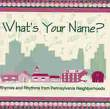 What's Your Name?
Rhymes and Rhythms from Pennsylvania Neighborhoods